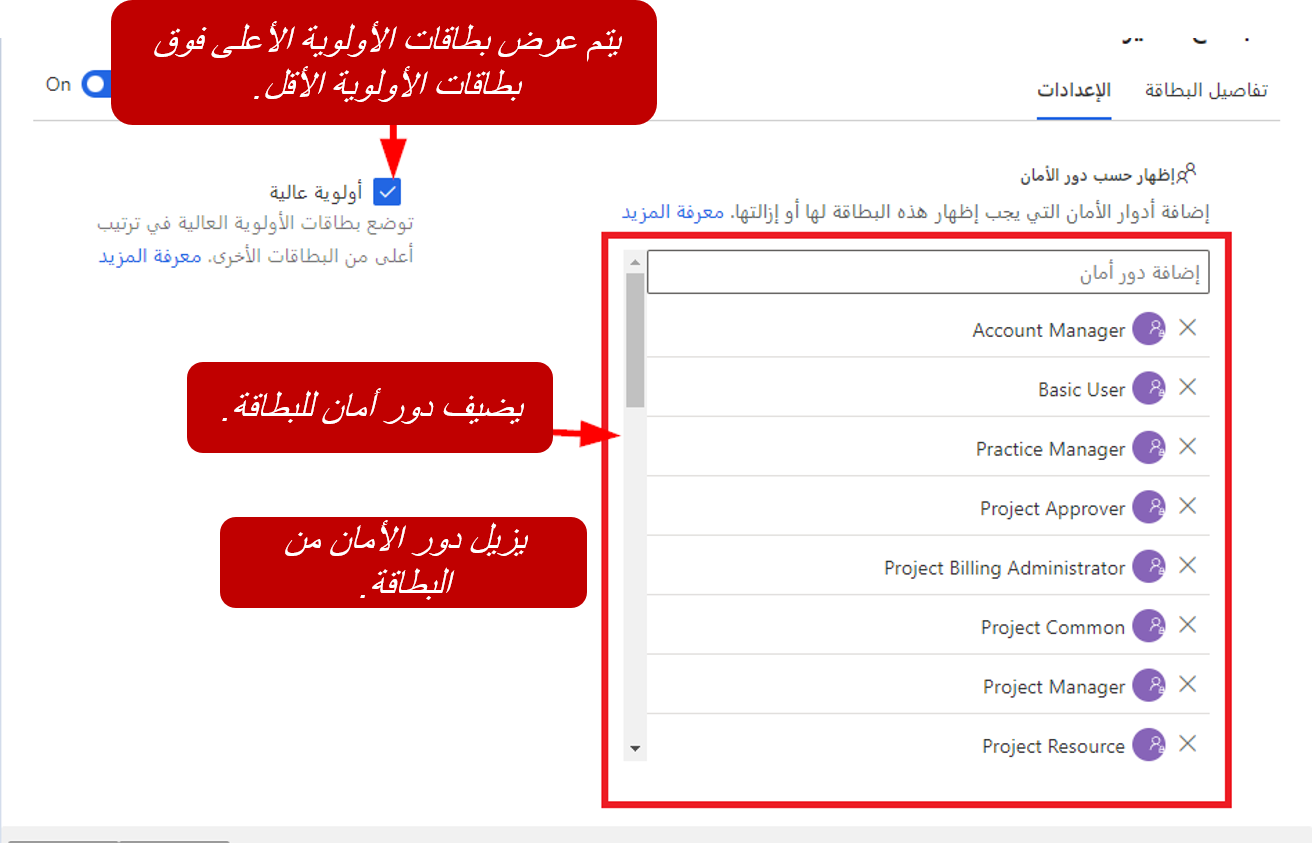 يتم عرض بطاقات الأولوية الأعلى فوق
بطاقات الأولوية الأقل.
On
تفاصيل البطاقة
الإعدادات
إظهار حسب دور الأمان
إضافة أدوار الأمان التي يجب إظهار هذه البطاقة لها أو إزالتها. معرفة المزيد
أولوية عالية
توضع بطاقات الأولوية العالية في ترتيب
أعلى من البطاقات الأخرى. معرفة المزيد
إضافة دور أمان
Account Manager
Basic User
Practice Manager
Project Approver
Project Billing Administrator
Project Common
Project Manager
Project Resource
يضيف دور أمان للبطاقة.
يزيل دور الأمان من
البطاقة.